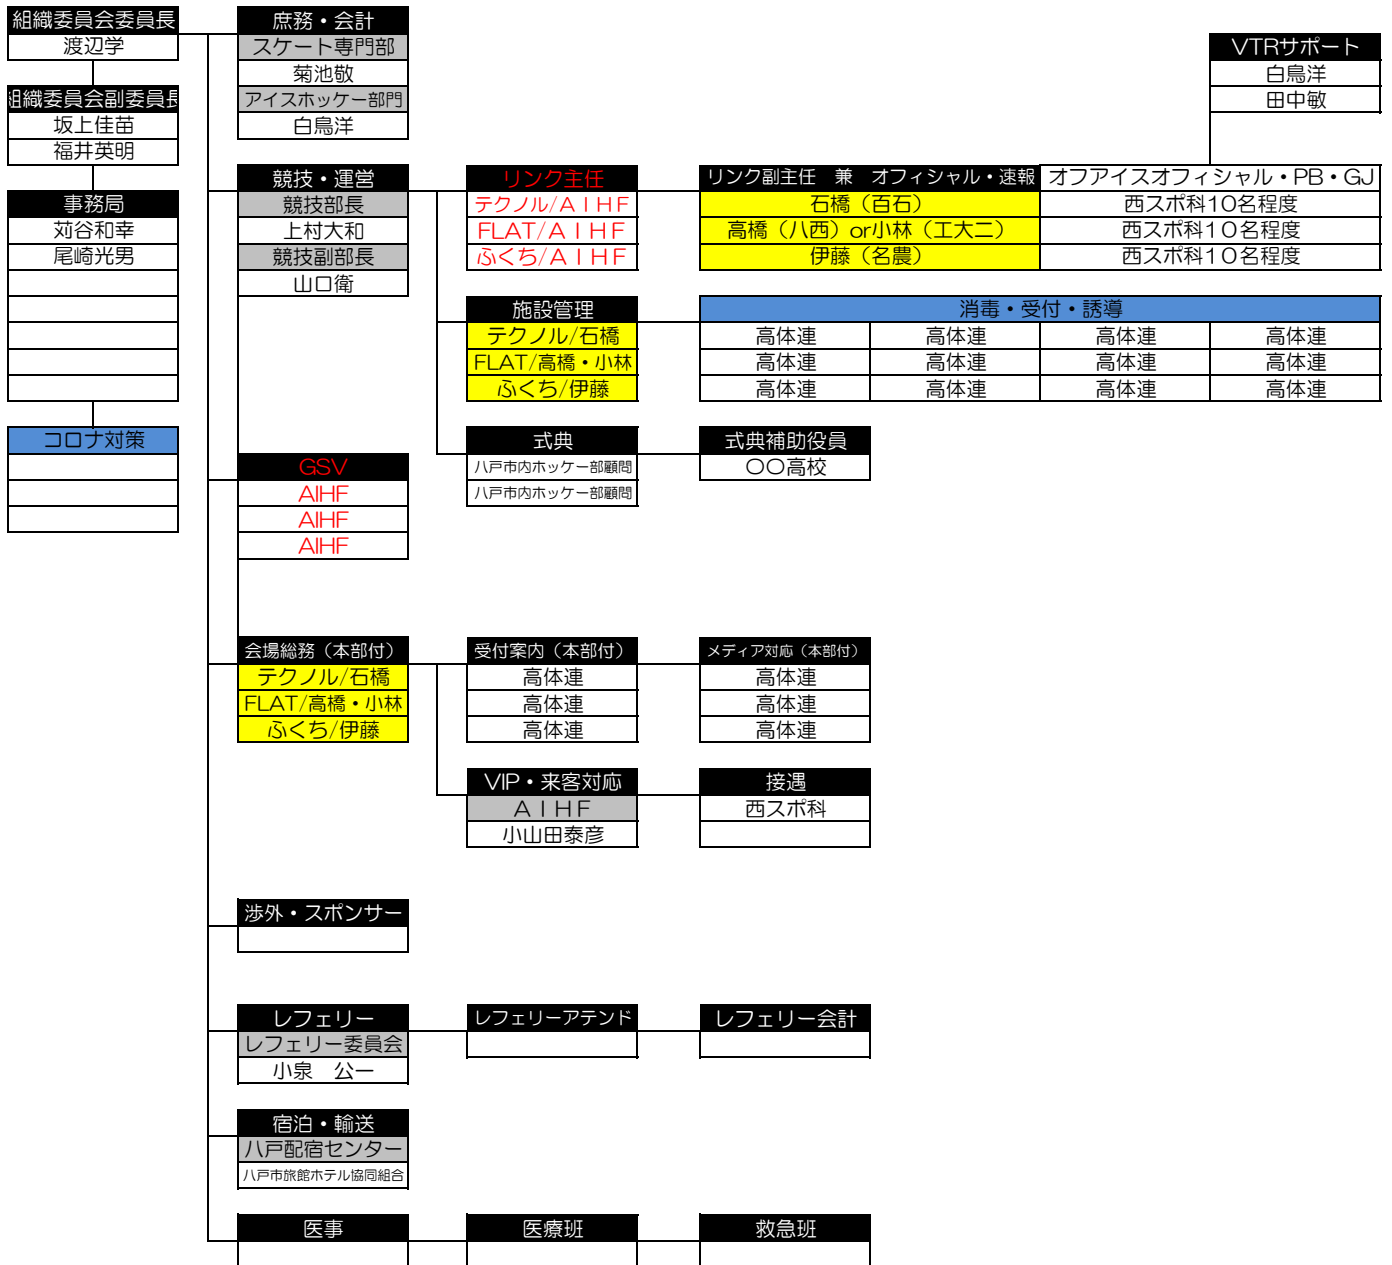 組織委員会委員長
渡辺学
組織委員会副委員長
坂上佳苗
福井英明
事務局
苅谷和幸
尾崎光男
コロナ対策
庶務・会計
スケート専門部
菊池敬
アイスホッケー部門
白鳥洋
VTRサポート
白鳥洋
田中敏
競技・運営
競技部長
上村大和
競技副部長
山口衛
リンク主任
テクノル/ＡＩＨＦ
FLAT/ＡＩＨＦ
ふくち/ＡＩＨＦ
リンク副主任　兼　オフィシャル・速報
石橋（百石）
高橋（八西）or小林（工大二）
伊藤（名農）
オフアイスオフィシャル・PB・GJ
西スポ科10名程度
西スポ科１０名程度
西スポ科１０名程度
施設管理
テクノル/石橋
FLAT/高橋・小林
ふくち/伊藤
消毒・受付・誘導
高体連 高体連 高体連 高体連
高体連 高体連 高体連 高体連
高体連 高体連 高体連 高体連
式典
八戸市内ホッケー部顧問
八戸市内ホッケー部顧問
式典補助役員
〇〇高校
GSV
AIHF
AIHF
AIHF
会場総務（本部付）
テクノル/石橋
FLAT/高橋・小林
ふくち/伊藤
受付案内（本部付）
高体連
高体連
高体連
メディア対応（本部付）
高体連
高体連
高体連
VIP・来客対応
ＡＩＨＦ
小山田泰彦
接遇
西スポ科
渉外・スポンサー
レフェリー
レフェリー委員会
小泉　公一
レフェリーアテンド
レフェリー会計
宿泊・輸送
八戸配宿センター
八戸市旅館ホテル協同組合
医事
医療班
救急班